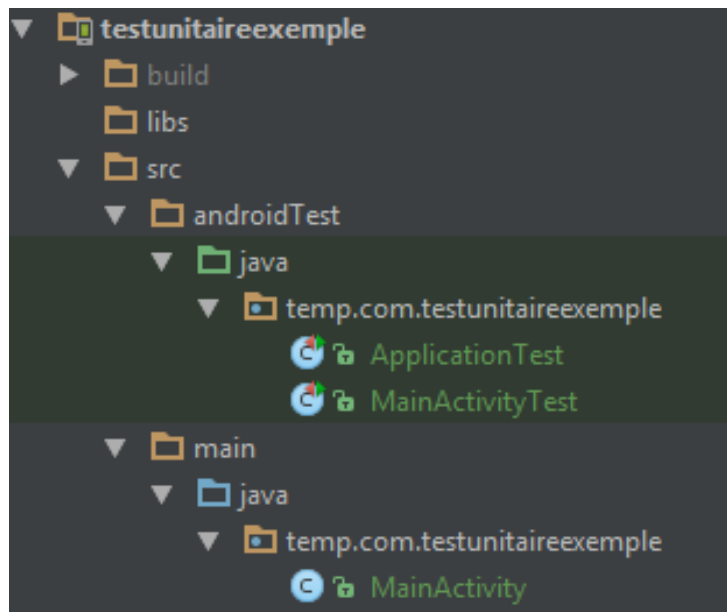 testunitaireexemple
build
libs
src
androidTest
java
temp.com.testunitaireexemple
ApplicationTest
MainActivityTest
main
java
temp.com.testunitaireexemple
MainActivity